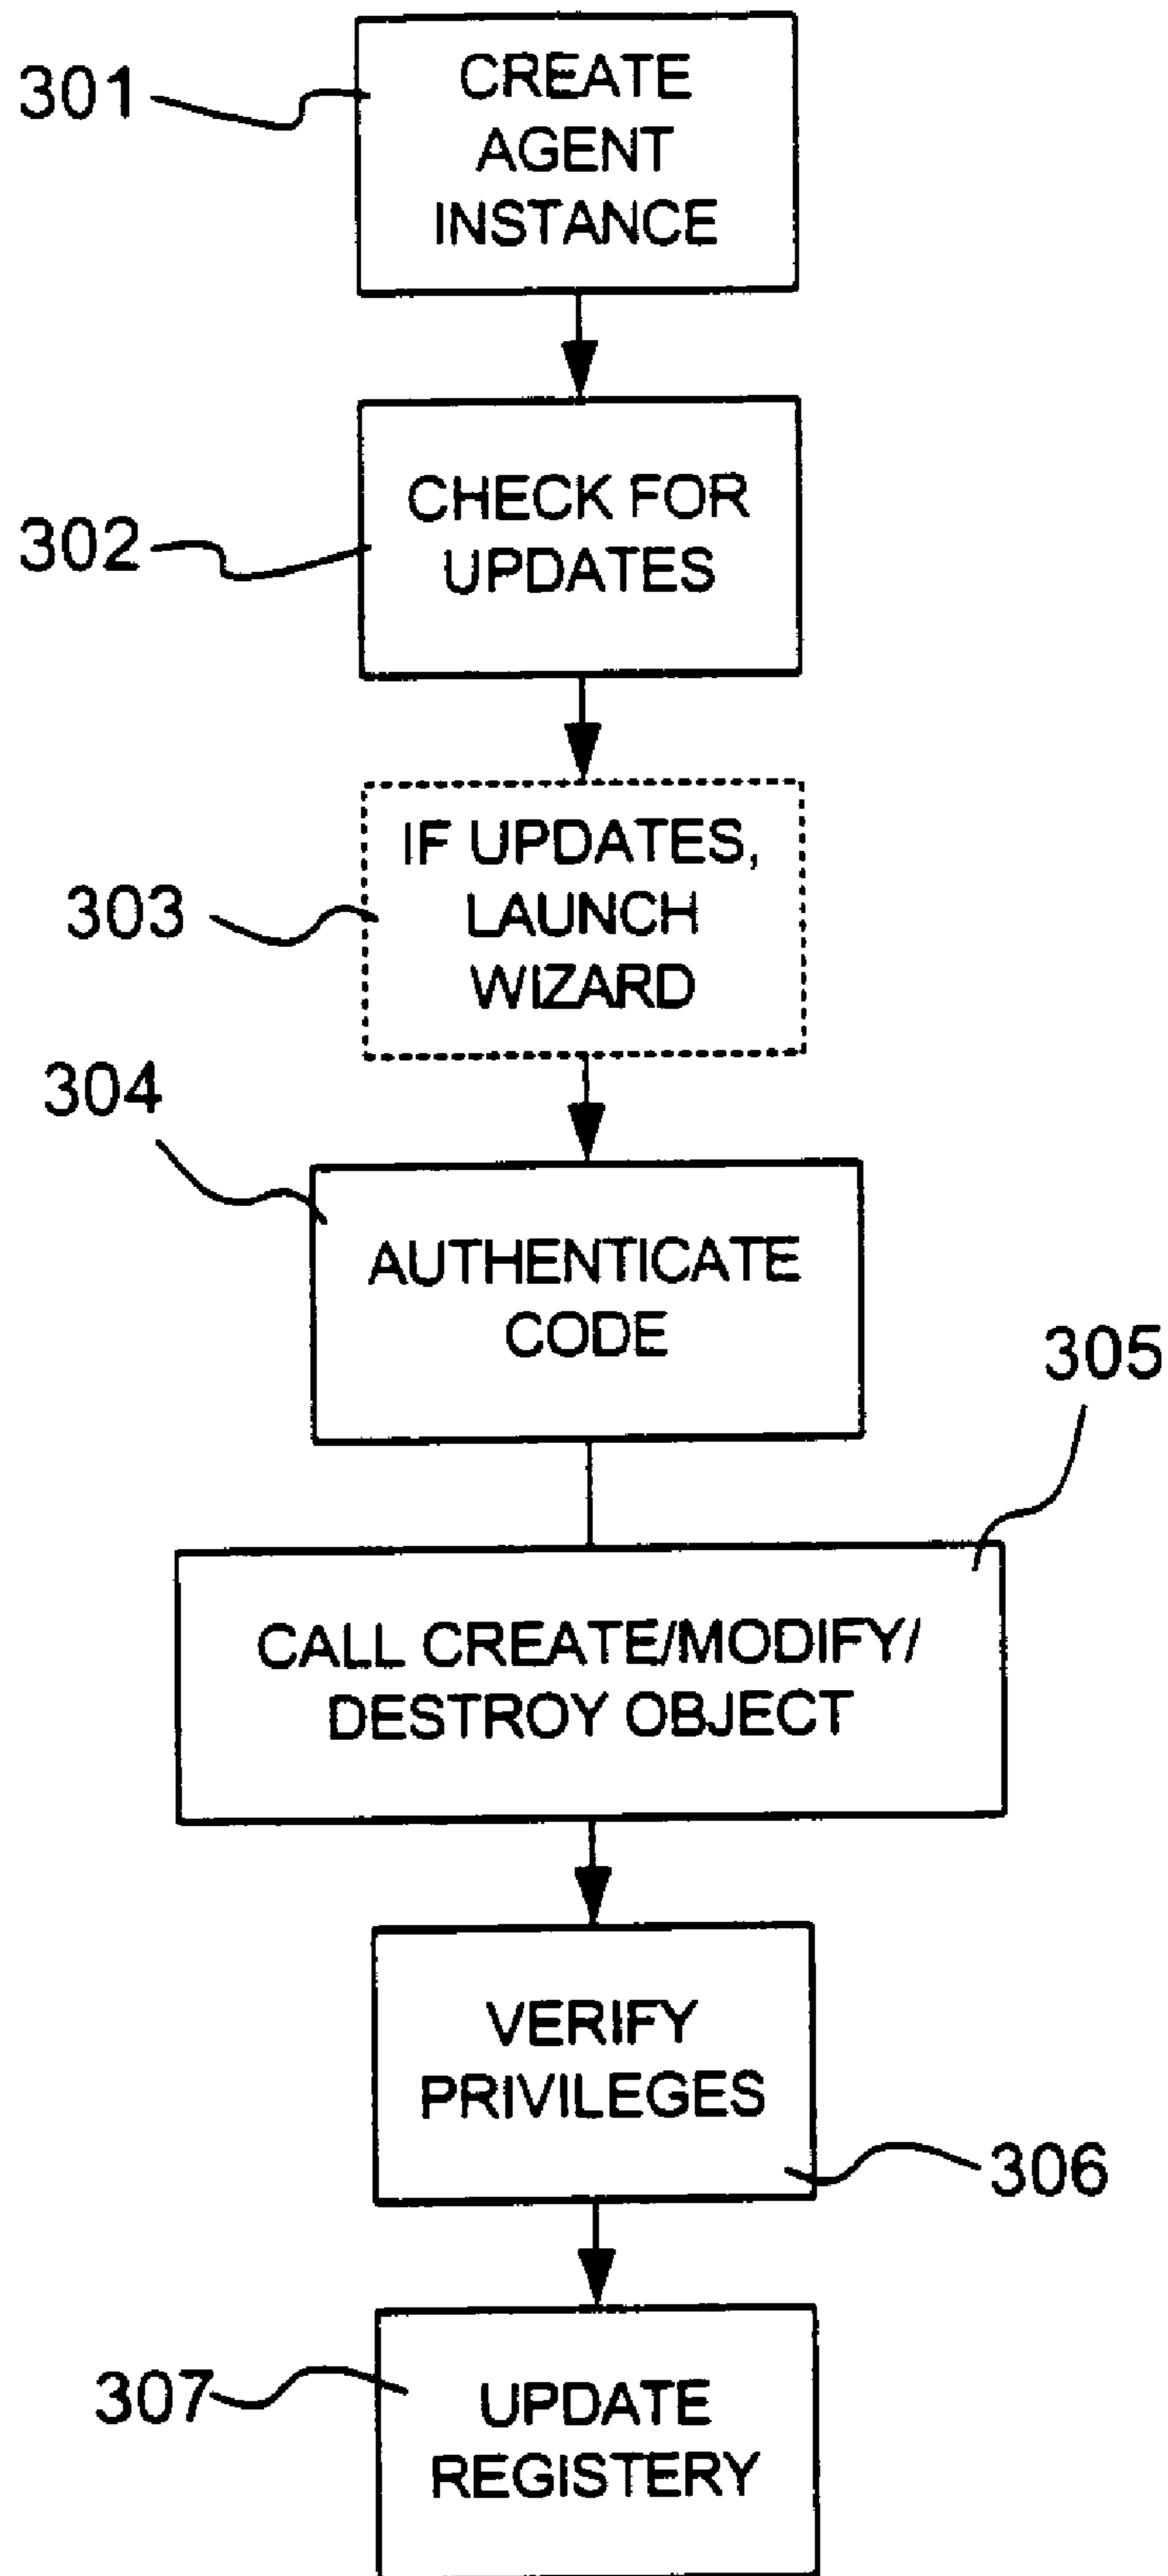 301
CREATE
AGENT
INSTANCE
302
CHECK FOR
UPDATES
303
IF UPDATES,
LAUNCH
WIZARD
304
AUTHENTICATE
CODE
305
CALL CREATE/MODIFY/
DESTROY OBJECT
VERIFY
PRIVILEGES
306
307
UPDATE
REGISTERY